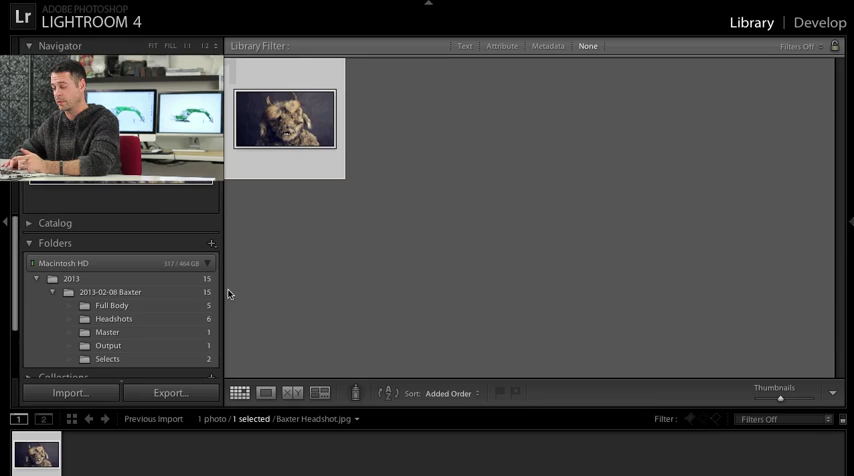 Lr ADOBE PHOTOSHOP
LIGHTROOM 4
Library | Develop
Navigator FIT FILL 1:1 1:2
Library Filter : Text Attribute Metadata None Filters Off
Catalog
Folders
Macintosh HD 317 / 464 GB
2013 15
2013-02-08 Baxter 15
Full Body 5
Headshots 6
Master 1
Output 1
Selects 2
Collections
Import... Export...
Sort: Added Order
Thumbnails
1 2 Previous Import 1 photo / 1 selected / Baxter Headshot.jpg
Filter : Filters Off